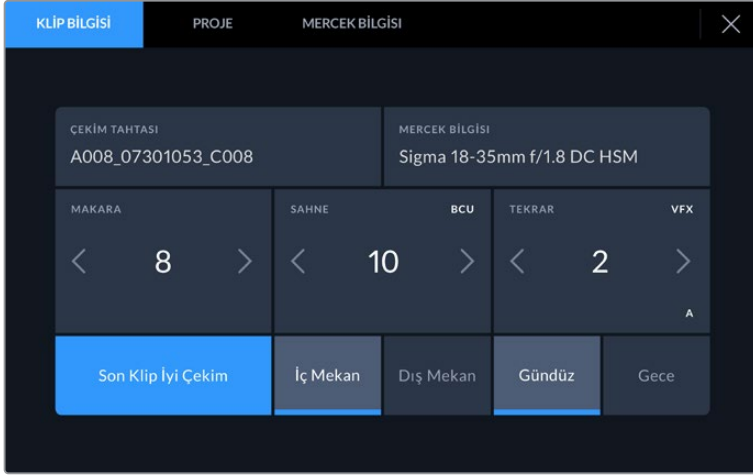 KLİP BİLGİSİ PROJE MERCEK BİLGİSI
ÇEKİM TAHTASI MERCEK BİLGİSI
A008_07301053_C008 Sigma 18-35mm f/1.8 DC HSM
MAKARA SAHNE BCU TEKRAR VFX
8 10 2
A
Son Klip İyi Çekim İç Mekan Dış Mekan Gündüz Gece